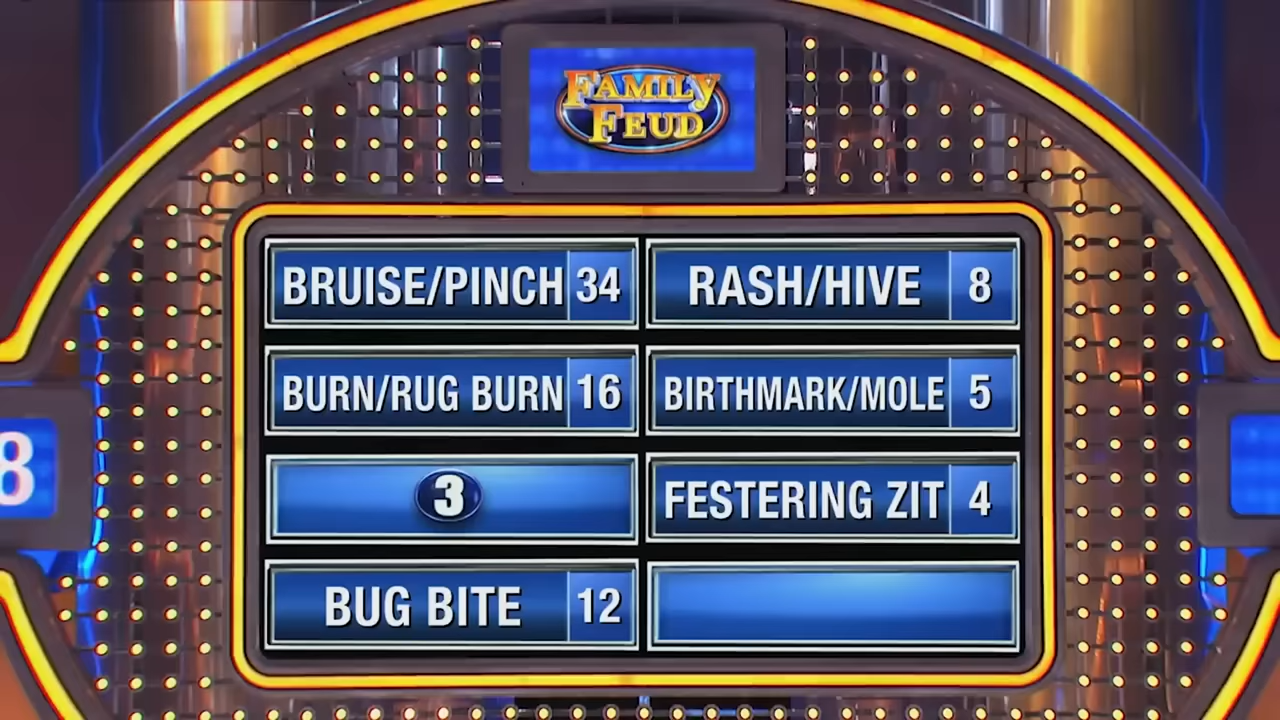 FAMILY
FEUD
BRUISE/PINCH 34
BURN/RUG BURN 16
3
BUG BITE 12
RASH/HIVE 8
BIRTHMARK/MOLE 5
FESTERING ZIT 4
8